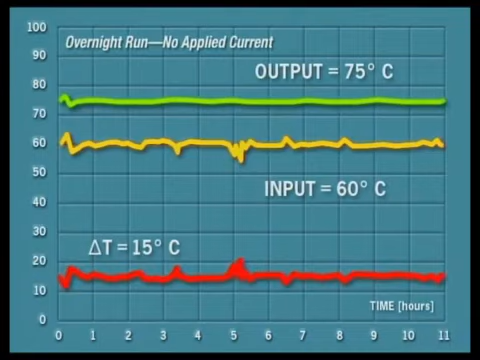 100
Overnight Run—No Applied Current
90
OUTPUT = 75° C
80
70
60
50
INPUT = 60° C
40
30
ΔT = 15° C
20
10
TIME [hours]
0
0 1 2 3 4 5 6 7 8 9 10 11